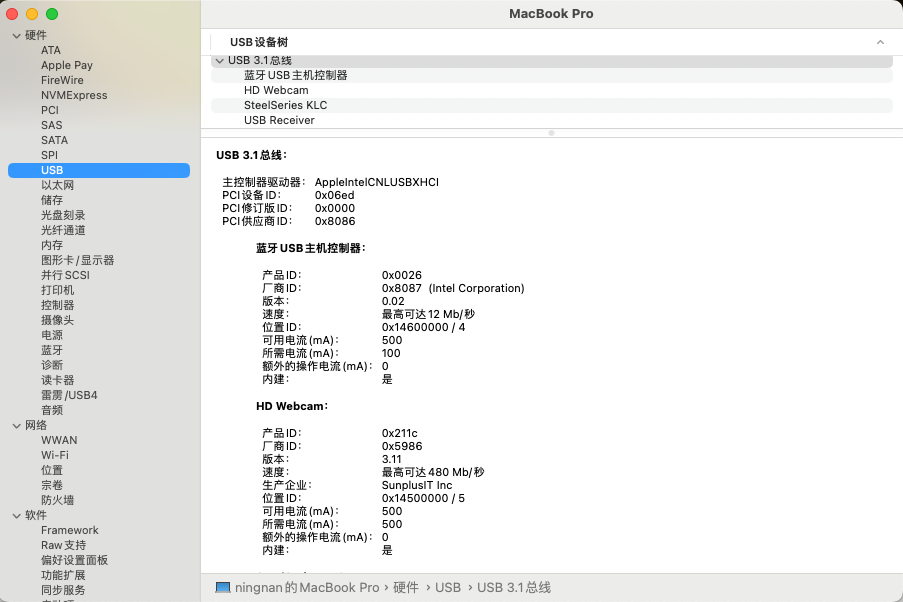 MacBook Pro
硬件
ATA
Apple Pay
FireWire
NVMExpress
PCI
SAS
SATA
SPI
USB
以太网
储存
光盘刻录
光纤通道
内存
图形卡/显示器
并行SCSI
打印机
控制器
摄像头
电源
蓝牙
诊断
读卡器
雷雳/USB4
音频
网络
WWAN
Wi-Fi
位置
宗卷
防火墙
软件
Framework
Raw支持
偏好设置面板
功能扩展
同步服务
USB设备树
USB 3.1总线
蓝牙USB主机控制器
HD Webcam
SteelSeries KLC
USB Receiver
USB 3.1总线:
主控制器驱动器: AppleIntelCNLUSBXHCI
PCI设备ID: 0x06ed
PCI修订版ID: 0x0000
PCI供应商ID: 0x8086
蓝牙USB主机控制器:
产品ID: 0x0026
厂商ID: 0x8087 (Intel Corporation)
版本: 0.02
速度: 最高可达12 Mb/秒
位置ID: 0x14600000 / 4
可用电流(mA): 500
所需电流(mA): 100
额外的操作电流(mA): 0
内建: 是
HD Webcam:
产品ID: 0x211c
厂商ID: 0x5986
版本: 3.11
速度: 最高可达480 Mb/秒
生产企业: SunplusIT Inc
位置ID: 0x14500000 / 5
可用电流(mA): 500
所需电流(mA): 500
额外的操作电流(mA): 0
内建: 是
ningnan的MacBook Pro › 硬件 › USB › USB 3.1总线